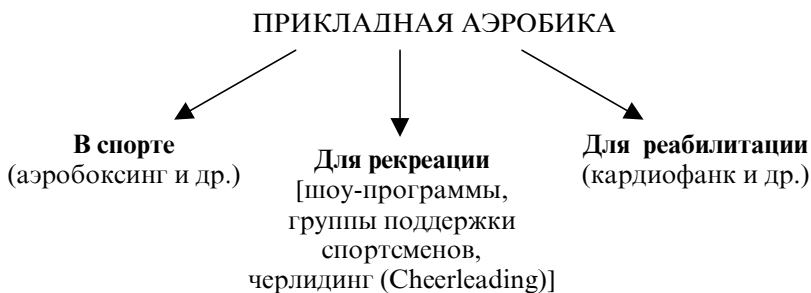 ПРИКЛАДНАЯ АЭРОБИКА
В спорте
(аэробоксинг и др.)
Для рекреации
[шоу-программы,
группы поддержки
спортсменов,
черлидинг (Cheerleading)]
Для реабилитации
(кардиофанк и др.)